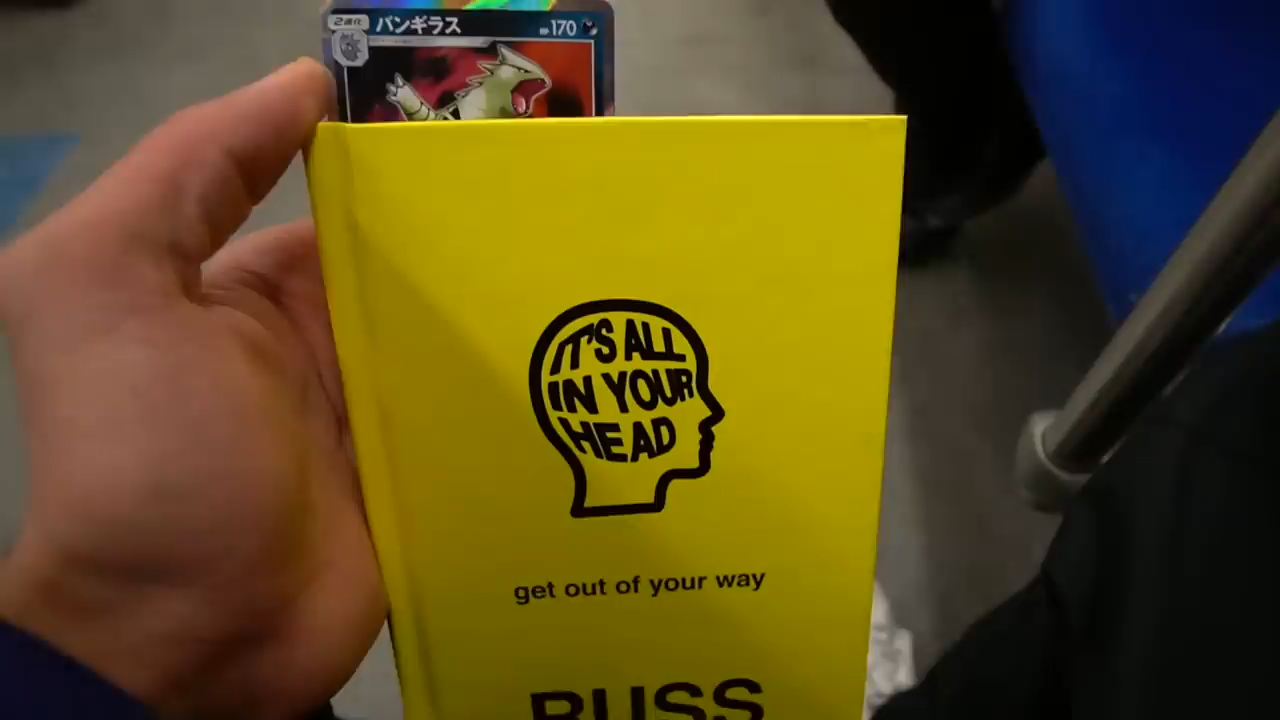 2進化 バンギラス HP170
IT'S ALL
IN YOUR
HEAD
get out of your way
RUSS